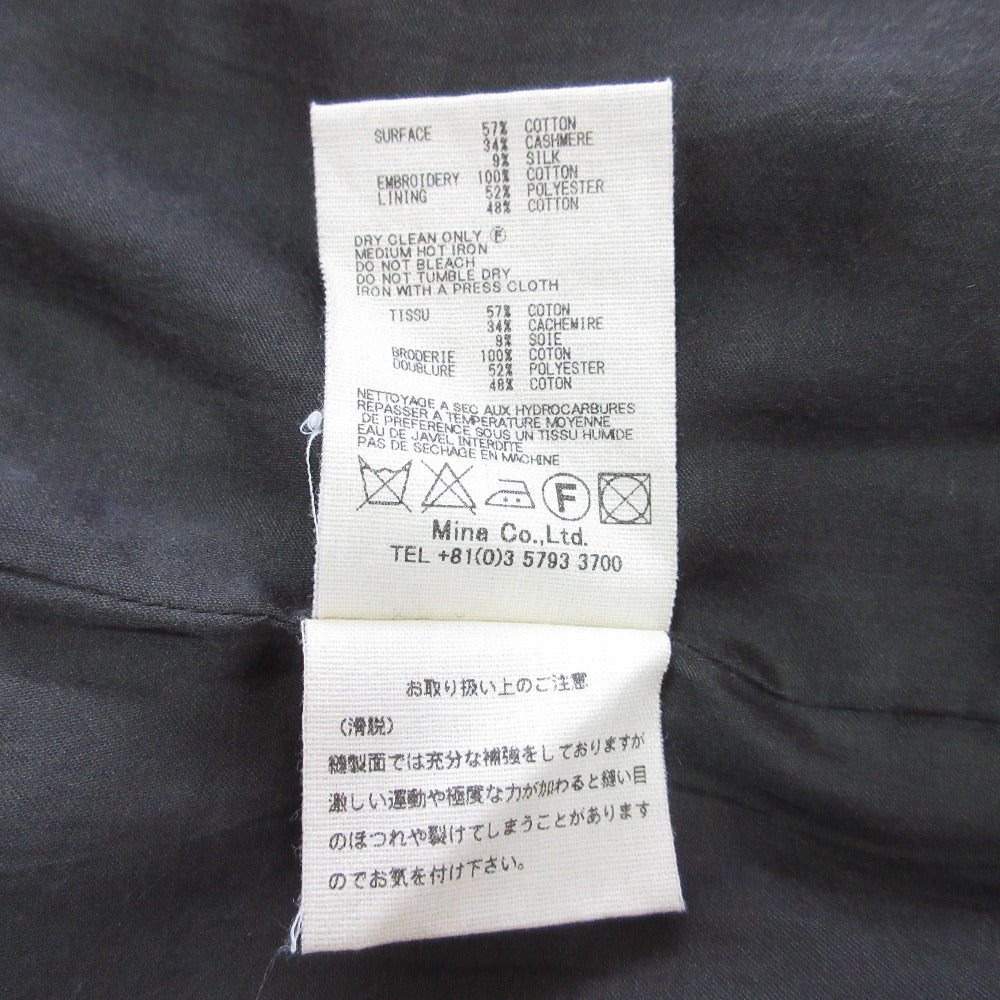 SURFACE 57% COTTON
34% CASHMERE
9% SILK
EMBROIDERY 100% COTTON
LINING 52% POLYESTER
48% COTTON
DRY CLEAN ONLY Ⓕ
MEDIUM HOT IRON
DO NOT BLEACH
DO NOT TUMBLE DRY
IRON WITH A PRESS CLOTH
TISSU 57% COTON
34% CACHEMIRE
9% SOIE
BRODERIE 100% COTON
DOUBLURE 52% POLYESTER
48% COTON
NETTOYAGE A SEC AUX HYDROCARBURES
REPASSER A TEMPERATURE MOYENNE
DE PREFERENCE SOUS UN TISSU HUMIDE
EAU DE JAVEL INTERDITE
PAS DE SECHAGE EN MACHINE
F
Mina Co.,Ltd.
TEL +81(0)3 5793 3700
お取り扱い上のご注意
(滑脱)
縫製面では充分な補強をしておりますが
激しい運動や極度な力が加わると縫い目
のほつれや裂けてしまうことがあります
のでお気を付け下さい。